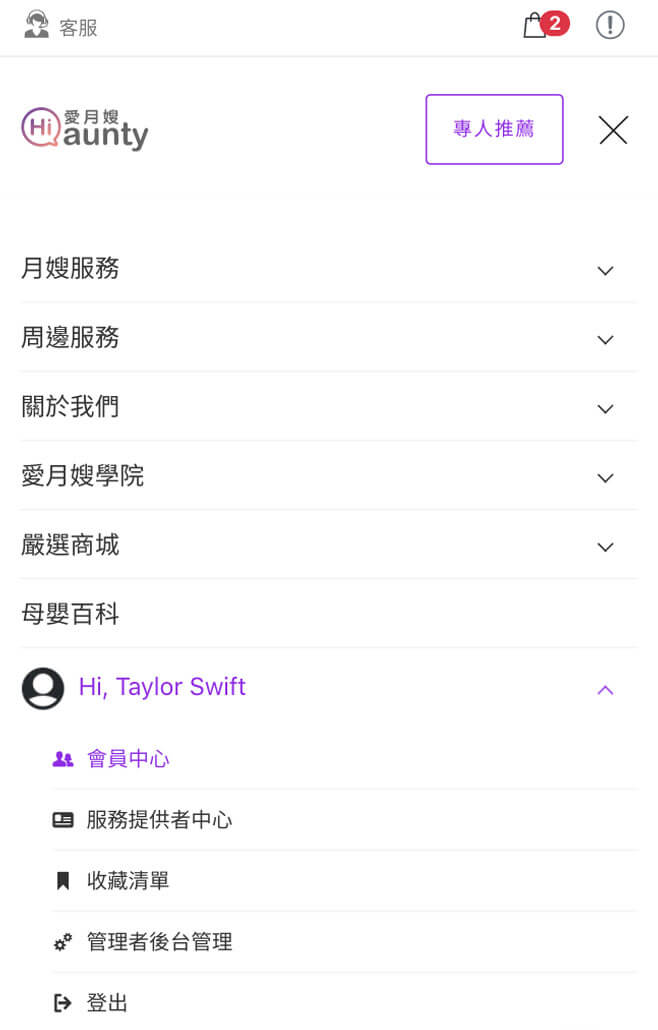 客服
2
Hi 愛月嫂
aunty
專人推薦
月嫂服務
周邊服務
關於我們
愛月嫂學院
嚴選商城
母嬰百科
Hi, Taylor Swift
會員中心
服務提供者中心
收藏清單
管理者後台管理
登出